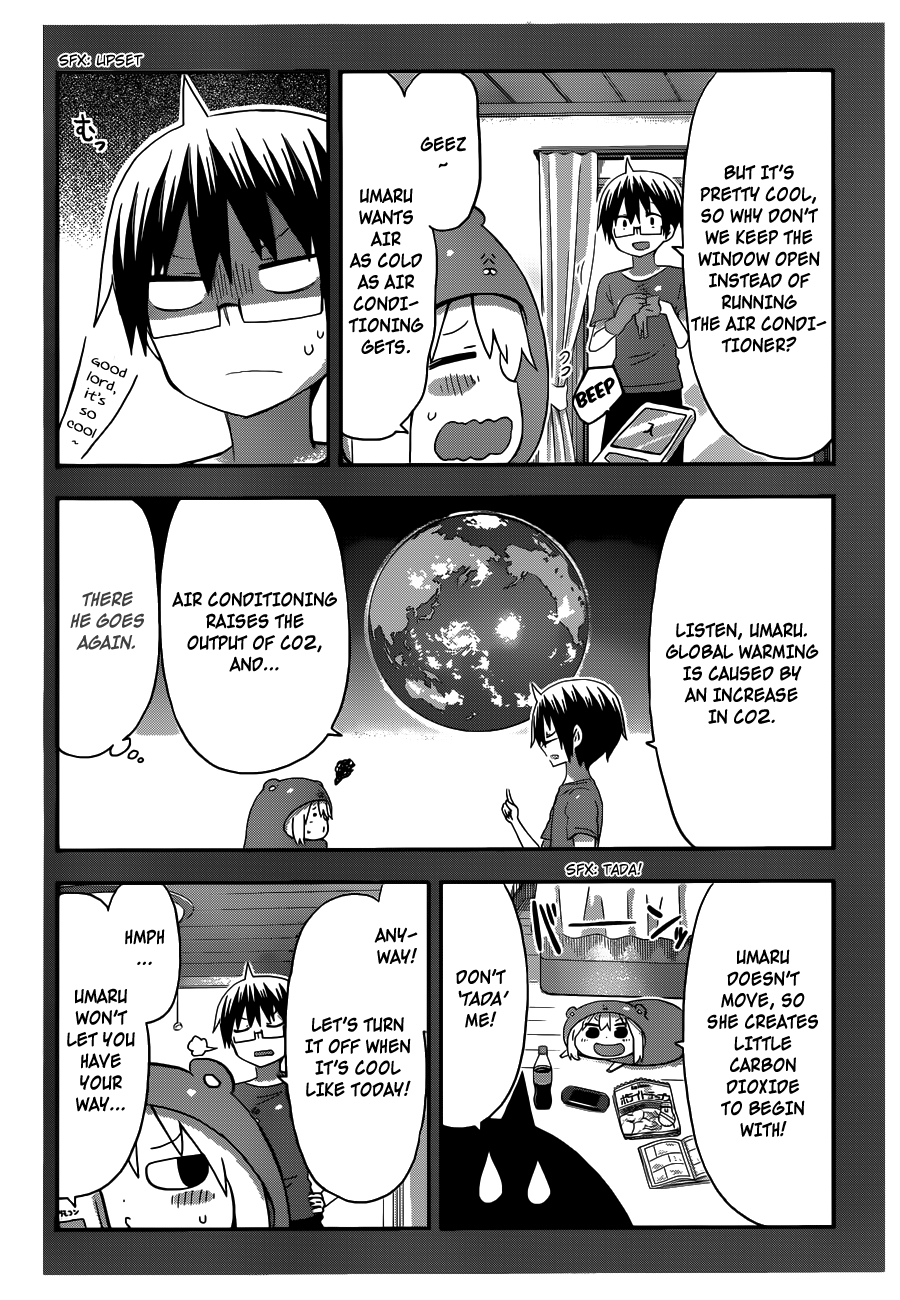 BUT IT'S
PRETTY COOL,
SO WHY DON'T
WE KEEP THE
WINDOW OPEN
INSTEAD OF
RUNNING
THE AIR CONDI-
TIONER?
BEEP
GEEZ
~
UMARU
WANTS
AIR
AS COLD
AS AIR
CONDI-
TIONING
GETS.
SFX: UPSET
むっ
Good
lord,
it's
so
cool
~
LISTEN, UMARU.
GLOBAL WARMING
IS CAUSED BY
AN INCREASE
IN CO2.
AIR CONDITIONING
RAISES THE
OUTPUT OF CO2,
AND...
THERE
HE GOES
AGAIN.
SFX: TADA!
UMARU
DOESN'T
MOVE, SO
SHE CREATES
LITTLE
CARBON
DIOXIDE
TO BEGIN
WITH!
DON'T
'TADA'
ME!
ANY-
WAY!
LET'S TURN
IT OFF WHEN
IT'S COOL
LIKE TODAY!
HMPH
...
UMARU
WON'T
LET YOU
HAVE
YOUR
WAY...